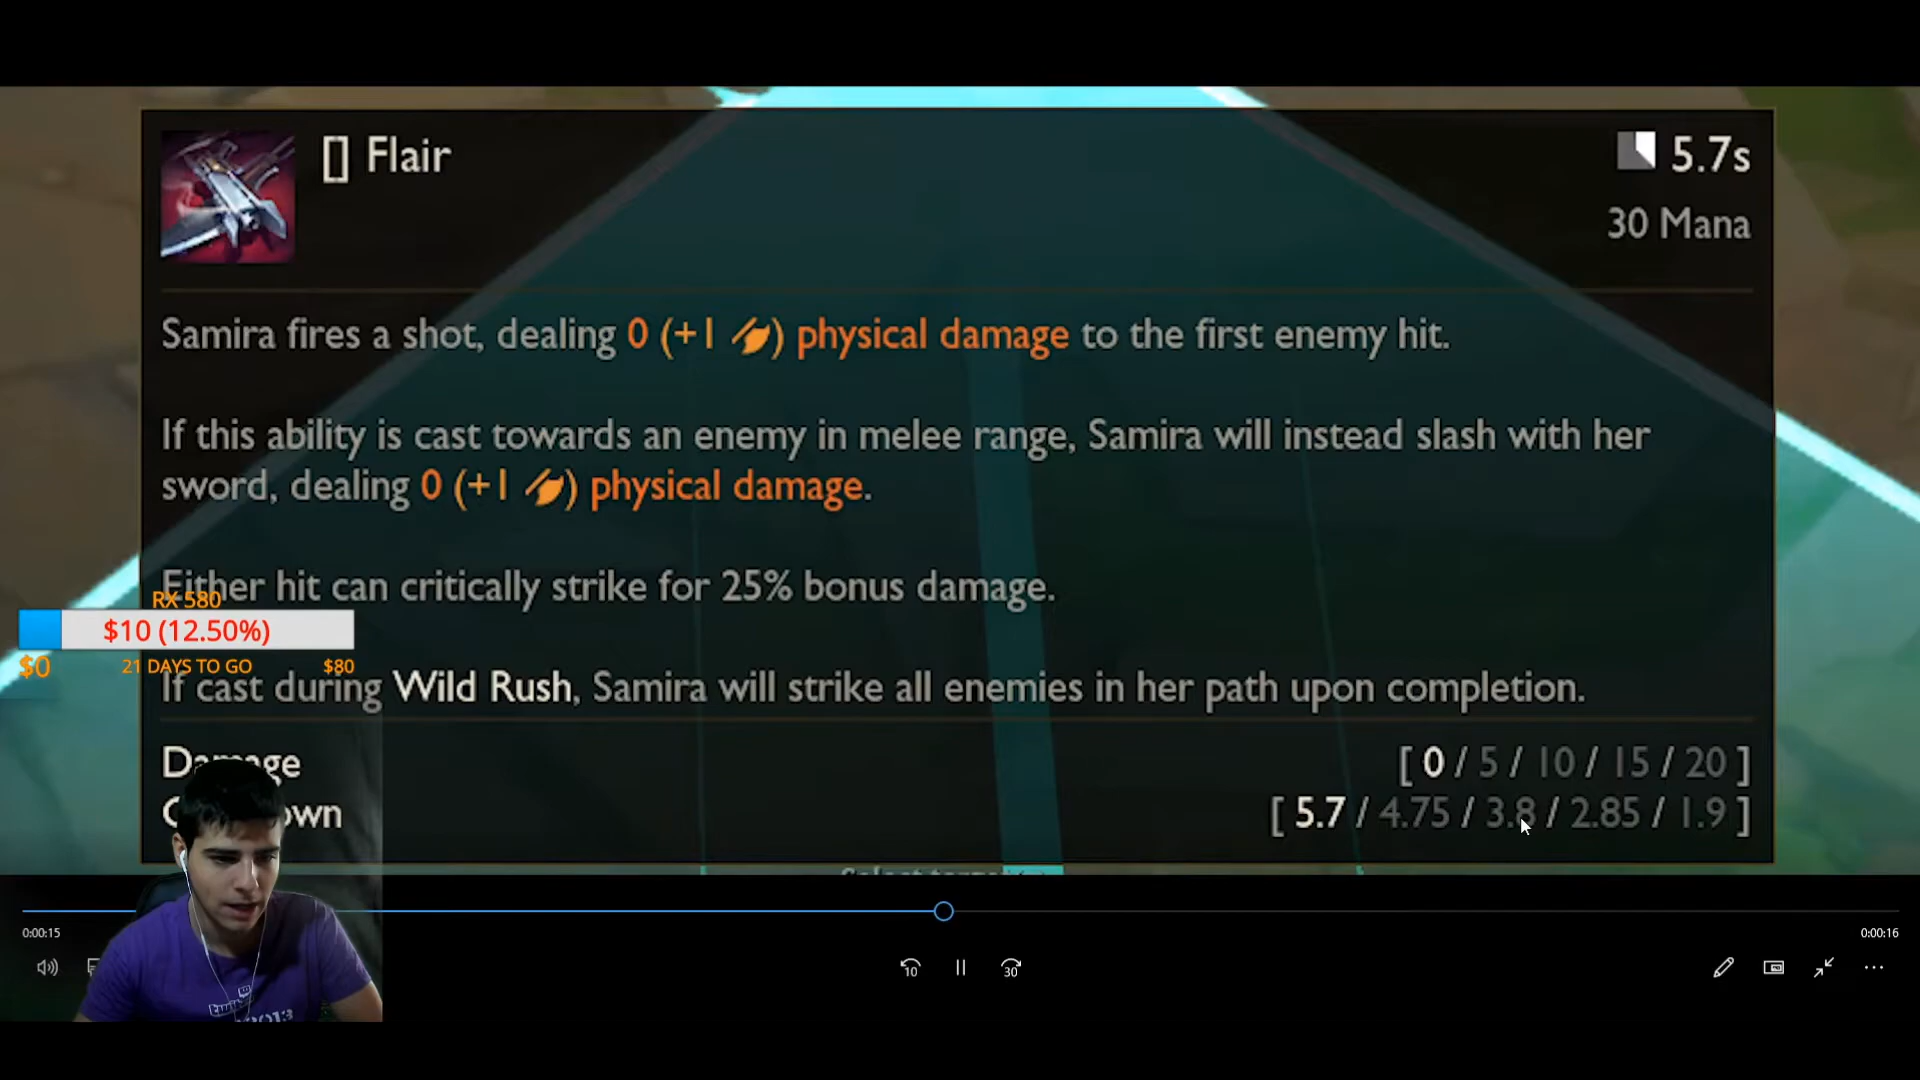 [] Flair
5.7s
30 Mana
Samira fires a shot, dealing 0 (+1 ) physical damage to the first enemy hit.
If this ability is cast towards an enemy in melee range, Samira will instead slash with her
sword, dealing 0 (+1 ) physical damage.
Either hit can critically strike for 25% bonus damage.
RX 580
$10 (12.50%)
$0 21 DAYS TO GO $80
If cast during Wild Rush, Samira will strike all enemies in her path upon completion.
Damage [ 0 / 5 / 10 / 15 / 20 ]
[ 5.7 / 4.75 / 3.8 / 2.85 / 1.9 ]
0:00:15
0:00:16
10
30